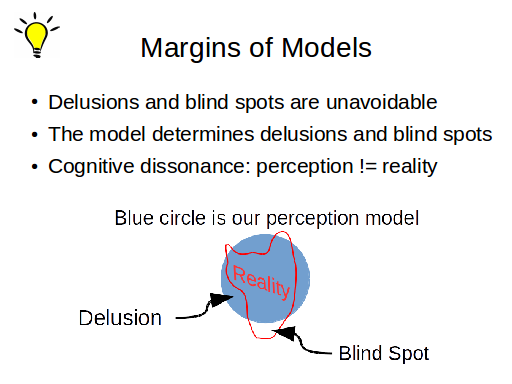 Margins of Models
• Delusions and blind spots are unavoidable
• The model determines delusions and blind spots
• Cognitive dissonance: perception != reality
Blue circle is our perception model
Reality
Delusion
Blind Spot